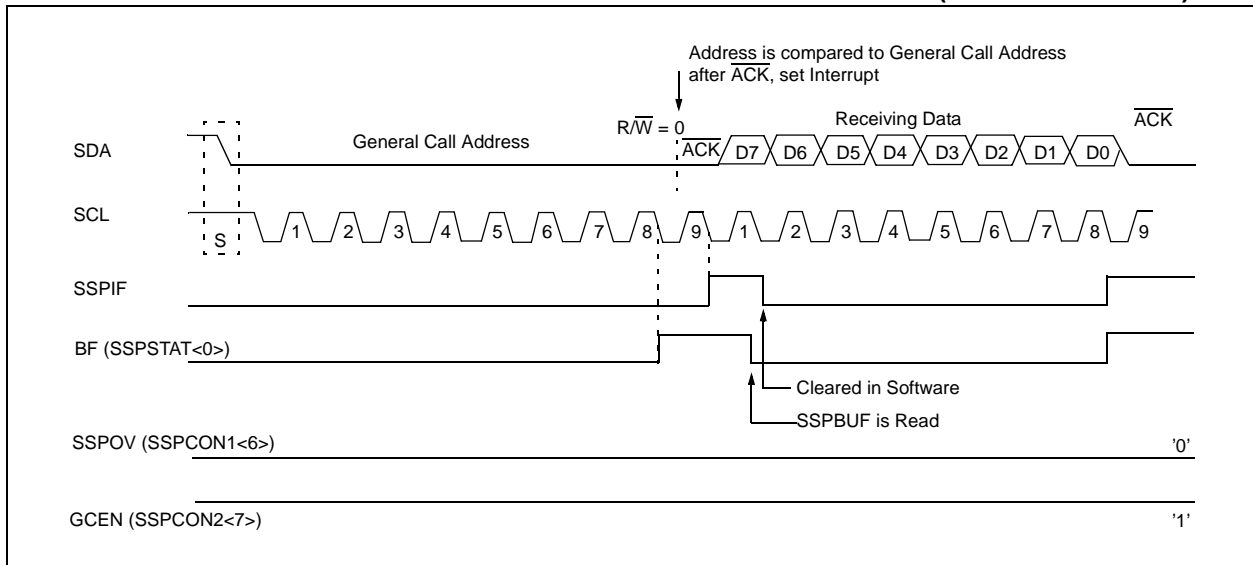 Address is compared to General Call Address
after ACK, set Interrupt
R/W = 0
Receiving Data
ACK
SDA
General Call Address
ACK
D7 D6 D5 D4 D3 D2 D1 D0
SCL
S
1 2 3 4 5 6 7 8 9 1 2 3 4 5 6 7 8 9
SSPIF
BF (SSPSTAT<0>)
Cleared in Software
SSPBUF is Read
SSPOV (SSPCON1<6>)
'0'
GCEN (SSPCON2<7>)
'1'